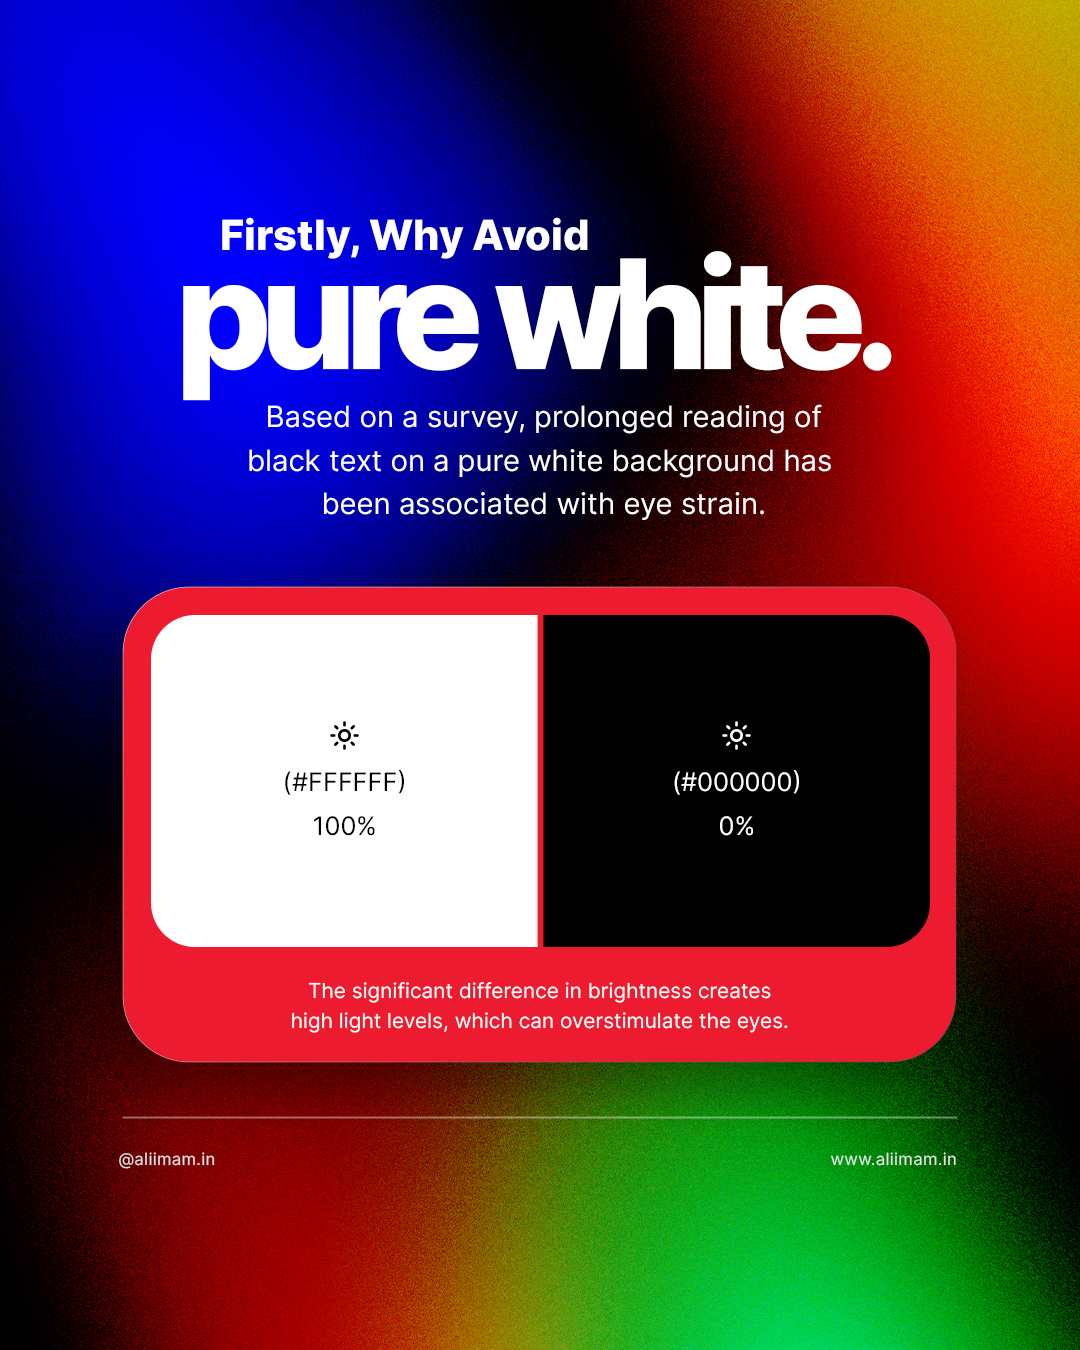 Firstly, Why Avoid
pure white.
Based on a survey, prolonged reading of
black text on a pure white background has
been associated with eye strain.
(#FFFFFF)
100%
(#000000)
0%
The significant difference in brightness creates
high light levels, which can overstimulate the eyes.
@aliimam.in
www.aliimam.in